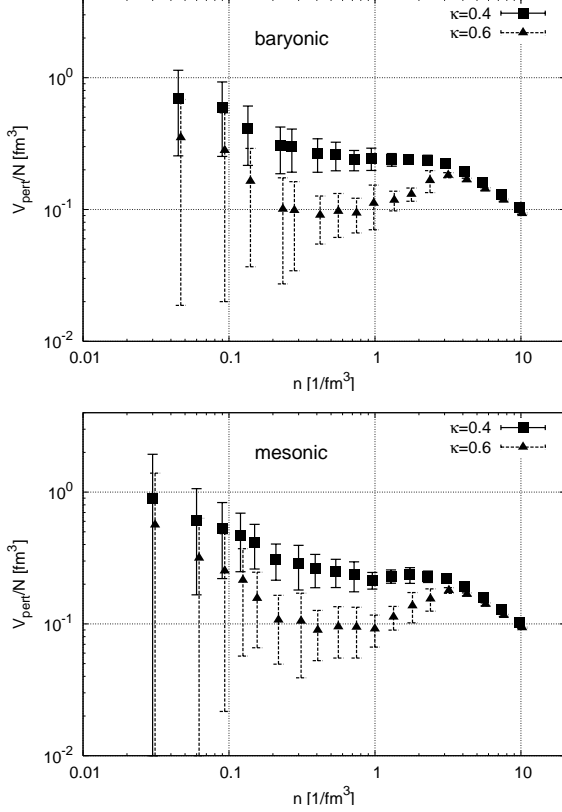 κ=0.4
baryonic
κ=0.6
10^0
10^-1
10^-2
V_pert/N [fm^3]
0.01 0.1 1 10
n [1/fm^3]
κ=0.4
mesonic
κ=0.6
10^0
10^-1
10^-2
V_pert/N [fm^3]
0.01 0.1 1 10
n [1/fm^3]